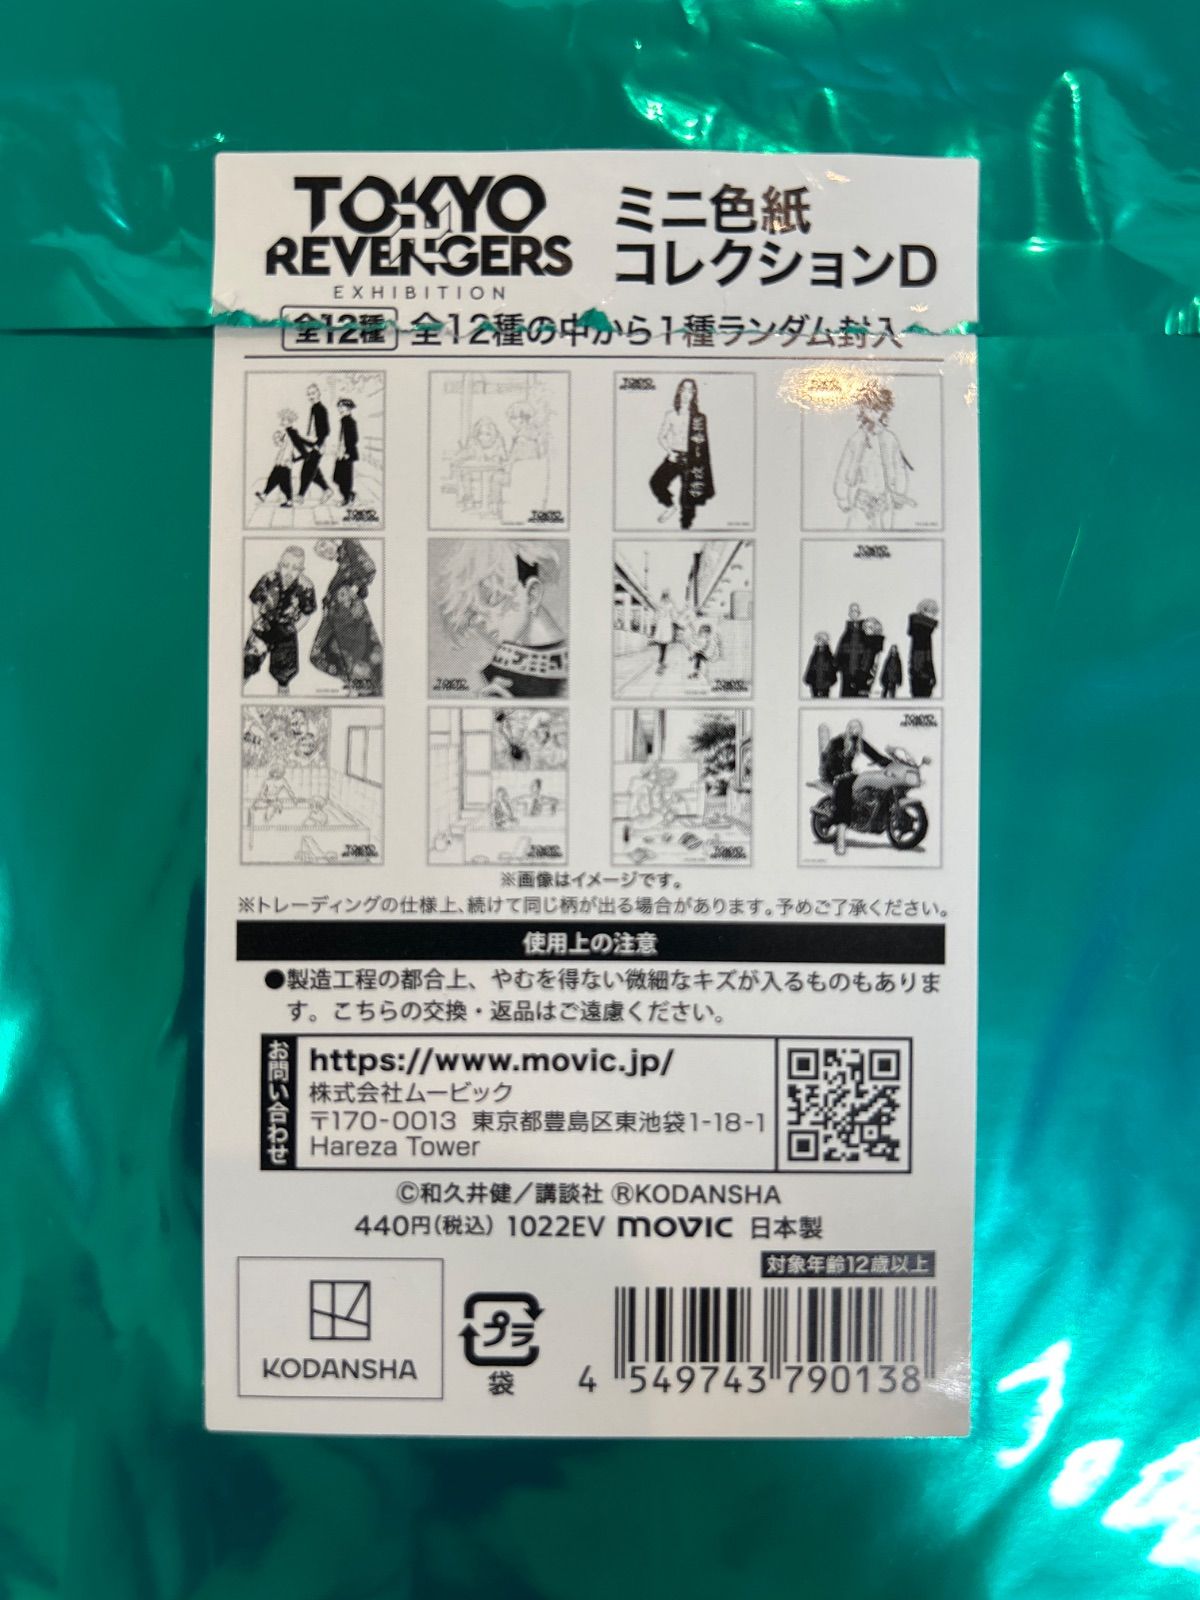 TOKYO
REVENGERS
EXHIBITION
ミニ色紙
コレクションD
全12種 全12種の中から1種ランダム封入
※画像はイメージです。
※トレーディングの仕様上、続けて同じ柄が出る場合があります。予めご了承ください。
使用上の注意
●製造工程の都合上、やむを得ない微細なキズが入るものもありま
す。こちらの交換・返品はご遠慮ください。
お問い合わせ
https://www.movic.jp/
株式会社ムービック
〒170-0013 東京都豊島区東池袋1-18-1
Hareza Tower
Ⓒ和久井健／講談社 ⓇKODANSHA
440円(税込) 1022EV movic 日本製
対象年齢12歳以上
KODANSHA
プラ
袋
4 549743 790138